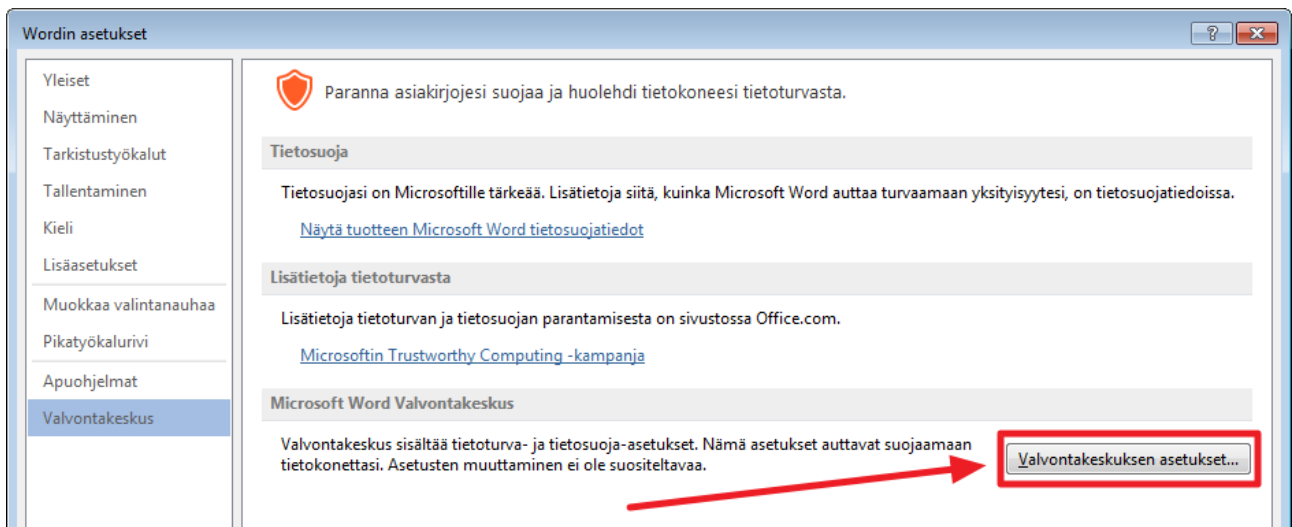 Wordin asetukset
?
Yleiset
Näyttäminen
Tarkistustyökalut
Tallentaminen
Kieli
Lisäasetukset
Muokkaa valintanauhaa
Pikatyökalurivi
Apuohjelmat
Valvontakeskus
Paranna asiakirjojesi suojaa ja huolehdi tietokoneesi tietoturvasta.
Tietosuoja
Tietosuojasi on Microsoftille tärkeää. Lisätietoja siitä, kuinka Microsoft Word auttaa turvaamaan yksityisyytesi, on tietosuojatiedoissa.
Näytä tuotteen Microsoft Word tietosuojatiedot
Lisätietoja tietoturvasta
Lisätietoja tietoturvan ja tietosuojan parantamisesta on sivustossa Office.com.
Microsoftin Trustworthy Computing -kampanja
Microsoft Word Valvontakeskus
Valvontakeskus sisältää tietoturva- ja tietosuoja-asetukset. Nämä asetukset auttavat suojaamaan
tietokonettasi. Asetusten muuttaminen ei ole suositeltavaa.
Valvontakeskuksen asetukset...